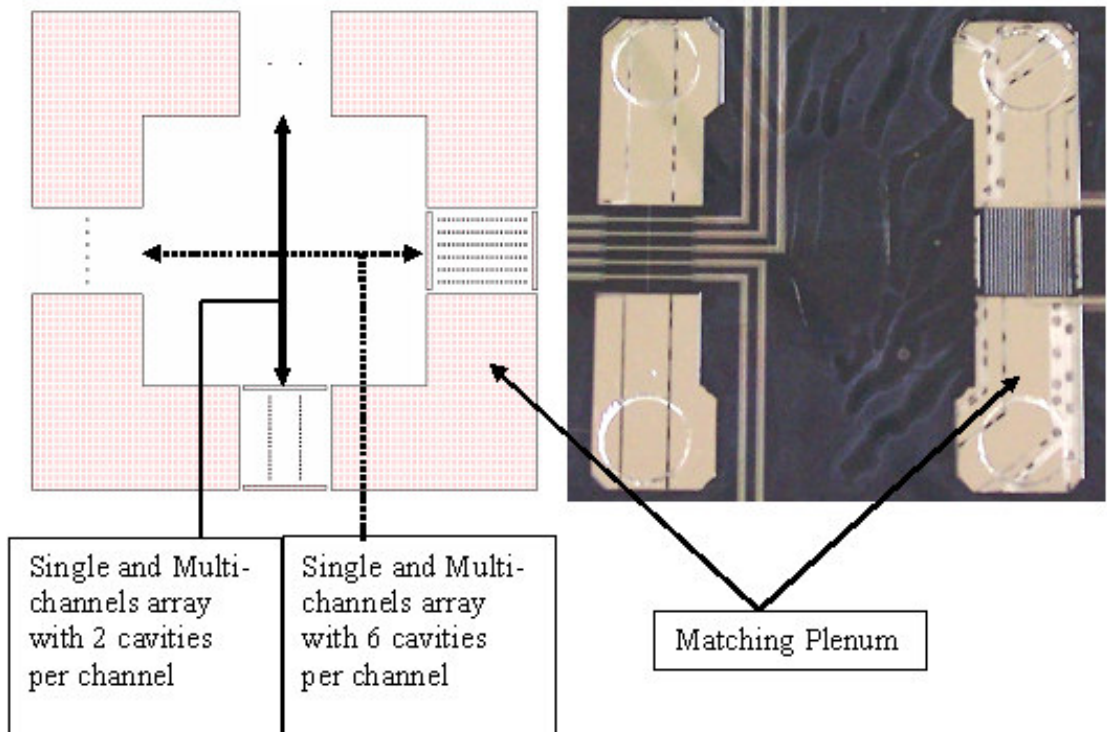 Single and Multi-
channels array
with 2 cavities
per channel
Single and Multi-
channels array
with 6 cavities
per channel
Matching Plenum